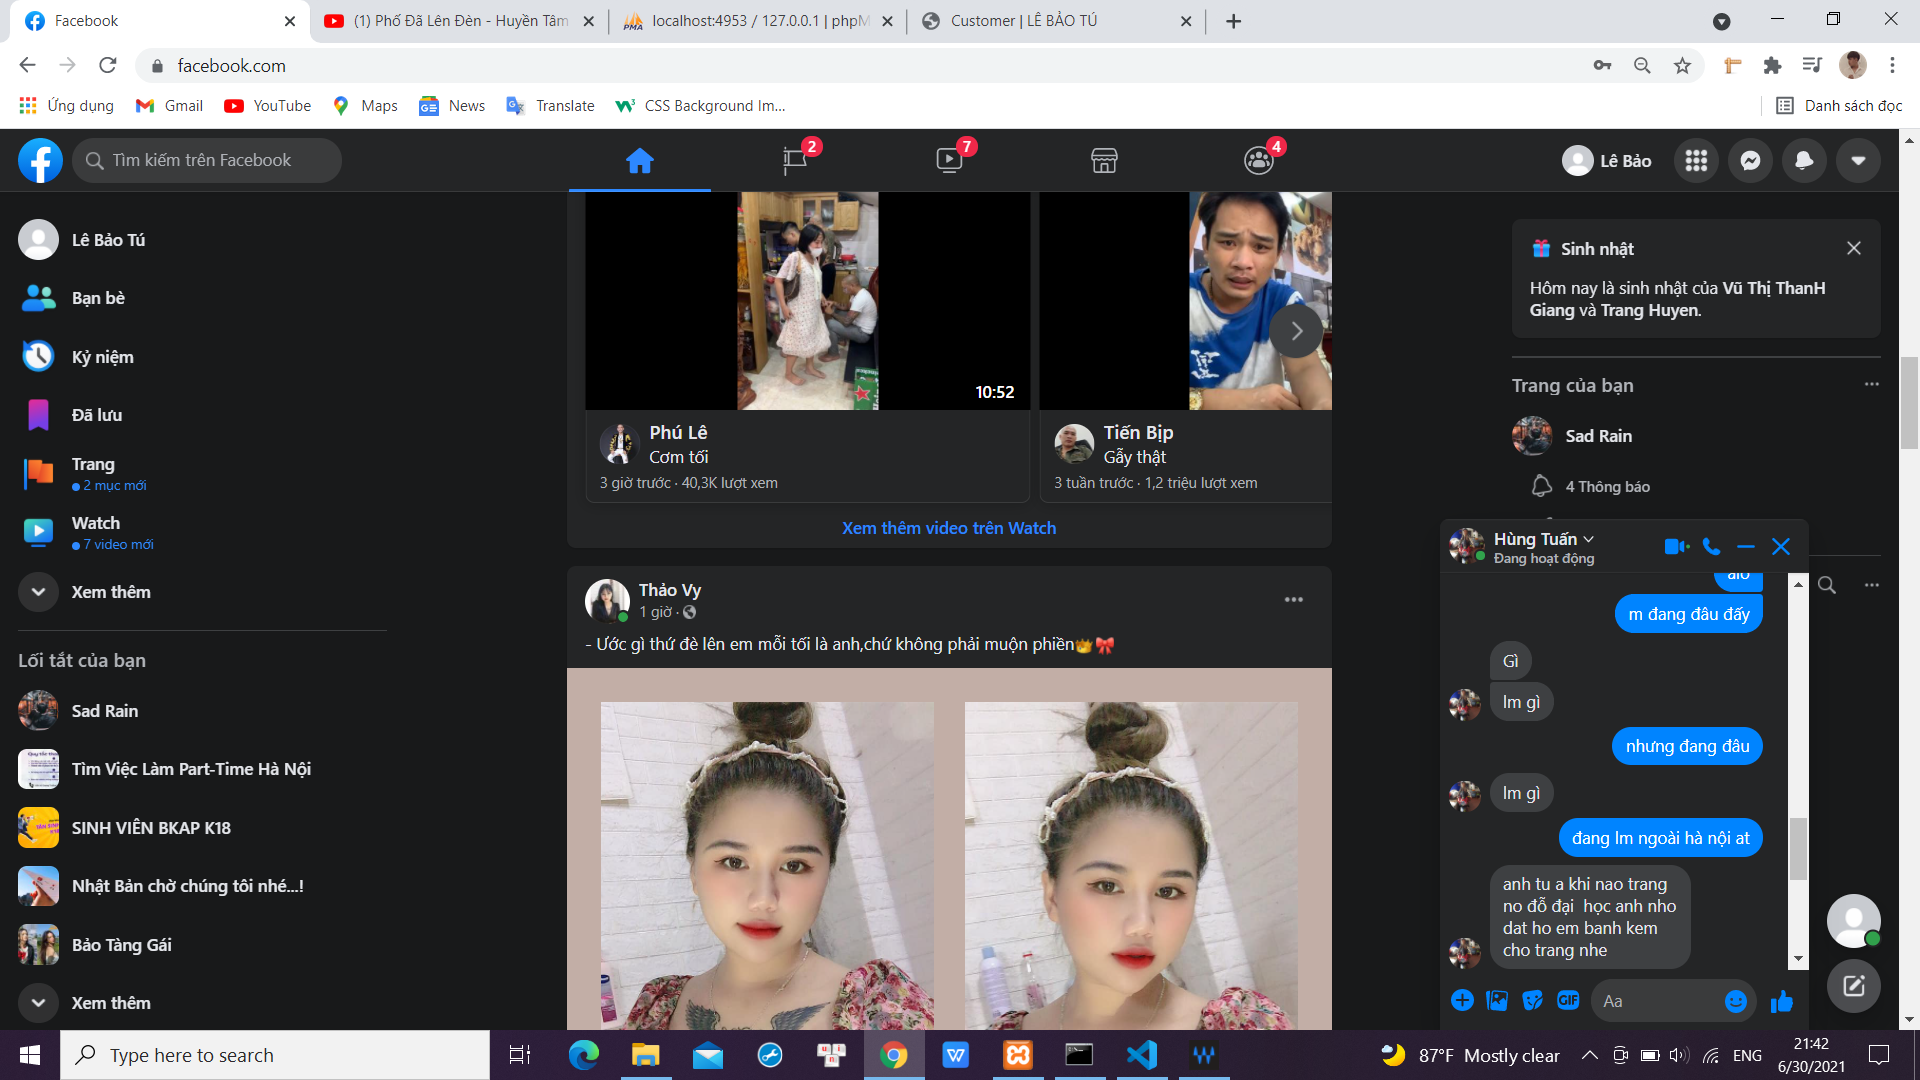 Facebook
(1) Phố Đã Lên Đèn - Huyền Tâm
localhost:4953 / 127.0.0.1 | phpM
Customer | LÊ BẢO TÚ
facebook.com
Ứng dụng
Gmail
YouTube
Maps
News
Translate
CSS Background Im...
Danh sách đọc
Tìm kiếm trên Facebook
2
7
4
Lê Bảo
Lê Bảo Tú
Bạn bè
Kỷ niệm
Đã lưu
Trang
2 mục mới
Watch
7 video mới
Xem thêm
Lối tắt của bạn
Sad Rain
Tìm Việc Làm Part-Time Hà Nội
SINH VIÊN BKAP K18
Nhật Bản chờ chúng tôi nhé...!
Bảo Tàng Gái
Xem thêm
10:52
Phú Lê
Cơm tối
3 giờ trước · 40,3K lượt xem
Tiến Bịp
Gẫy thật
3 tuần trước · 1,2 triệu lượt xem
Xem thêm video trên Watch
Thảo Vy
1 giờ ·
- Ước gì thứ đè lên em mỗi tối là anh,chứ không phải muộn phiền👑🎀
Sinh nhật
Hôm nay là sinh nhật của Vũ Thị ThanH
Giang và Trang Huyen.
Trang của bạn
Sad Rain
4 Thông báo
Hùng Tuấn
Đang hoạt động
alo
m đang đâu đấy
Gì
lm gì
nhưng đang đâu
lm gì
đang lm ngoài hà nội at
anh tu a khi nao trang
no đỗ đại  học anh nho
dat ho em banh kem
cho trang nhe
GIF
Aa
Type here to search
87°F Mostly clear
ENG
21:42
6/30/2021